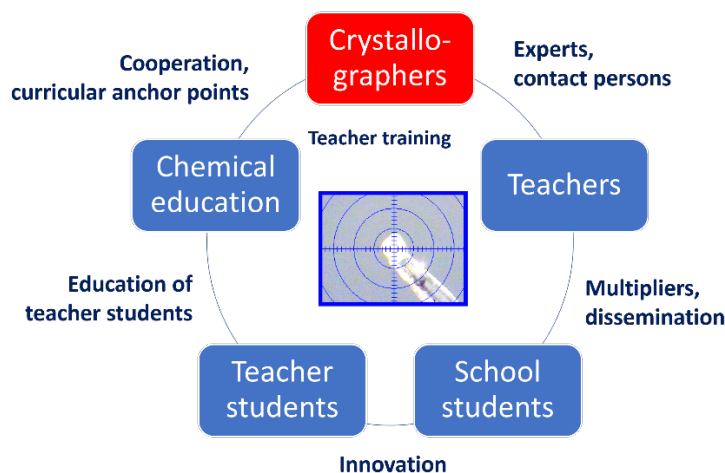 Crystallo-
graphers
Experts,
contact persons
Cooperation,
curricular anchor points
Teacher training
Chemical
education
Teachers
Education of
teacher students
Multipliers,
dissemination
Teacher
students
School
students
Innovation